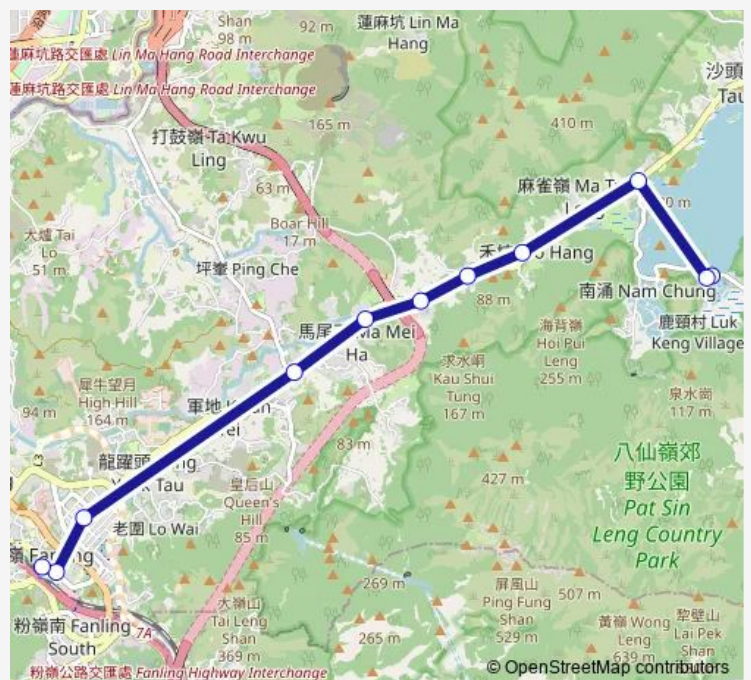 Shan
98 m
92 m
蓮麻坑 Lin Ma
Hang
蓮麻坑路交匯處 Lin Ma Hang Road Interchange
蓮麻坑路交匯處 Lin Ma Hang Road Interchange
沙頭
Tau
打鼓嶺 Ta Kwu
Ling
165 m
410 m
63 m
麻雀嶺 Ma T
Boar Hill
17 m
大爐 Tai
Lo
51 m
坪輋 Ping Che
Hang
南涌 Nam Chung
88 m
鹿頸村 Luk
Keng Village
馬尾
Ma Mei
Ha
海背嶺
Hoi Pui
Leng
255 m
求水峒
Kau Shui
Tung
167 m
犀牛望月
High Hill
164 m
94 m
軍地
泉水崗
117 m
L3
83 m
八仙嶺郊
野公園
Pat Sin
Leng Country
Park
龍躍頭
Tau
427 m
皇后山
Queen's
Hill
85 m
老圍 Lo Wai
Fanling
269 m
屏風山
Ping Fung
Shan
529 m
507 m
大嶺山
Tai Leng
Shan
369 m
黃嶺 Wong
Leng
639 m
犂壁山
Lai Pek
Shan
粉嶺南 Fanling
South
7A
265 m
粉嶺公路交匯處 Fanling Highway Interchange
© OpenStreetMap contributors